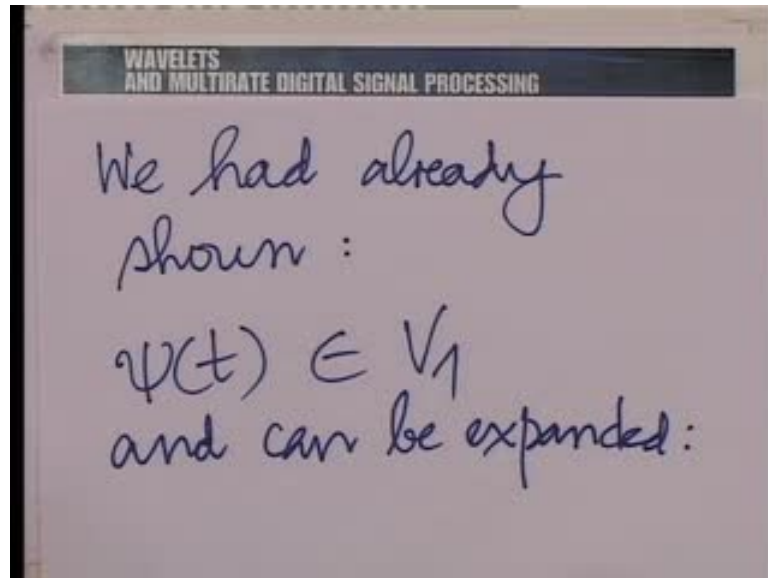 WAVELETS
AND MULTIRATE DIGITAL SIGNAL PROCESSING
We had already
shown :
ψ(t) ∈ V₁
and can be expanded: